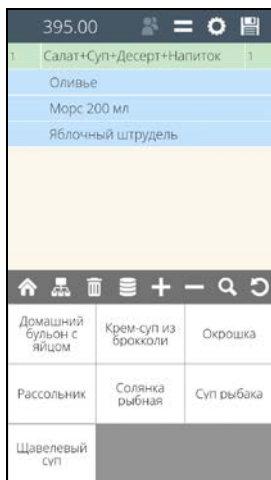 395.00
1 Салат+Суп+Десерт+Напиток 1
Оливье
Морс 200 мл
Яблочный штрудель
Домашний
бульон с
яйцом
Крем-суп из
брокколи
Окрошка
Рассольник
Солянка
рыбная
Суп рыбака
Щавелевый
суп